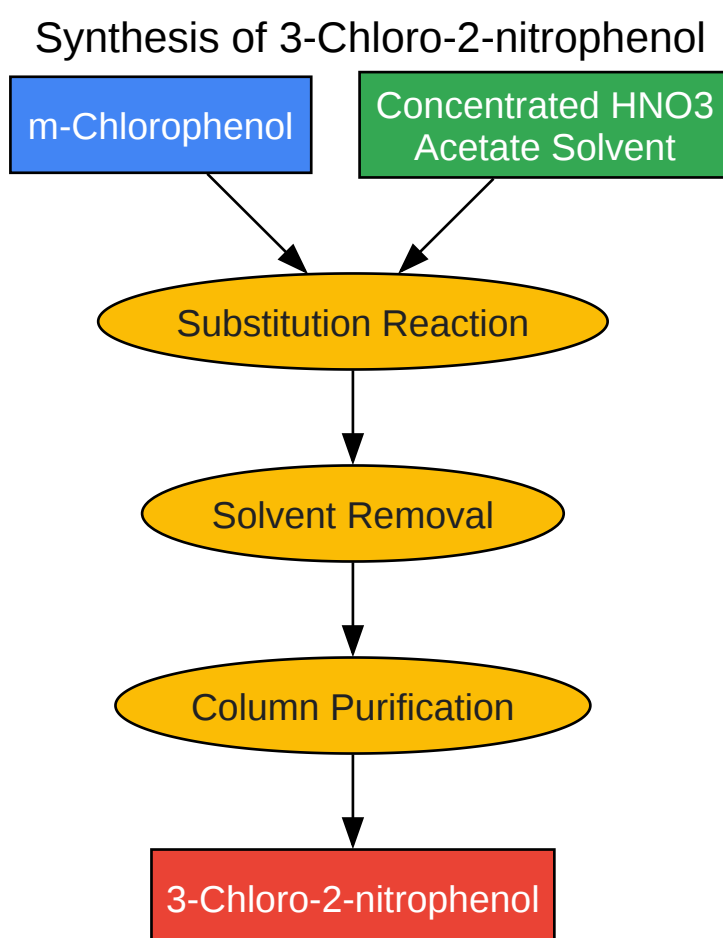 Synthesis of 3-Chloro-2-nitrophenol
m-Chlorophenol
Concentrated HNO3
Acetate Solvent
Substitution Reaction
Solvent Removal
Column Purification
3-Chloro-2-nitrophenol